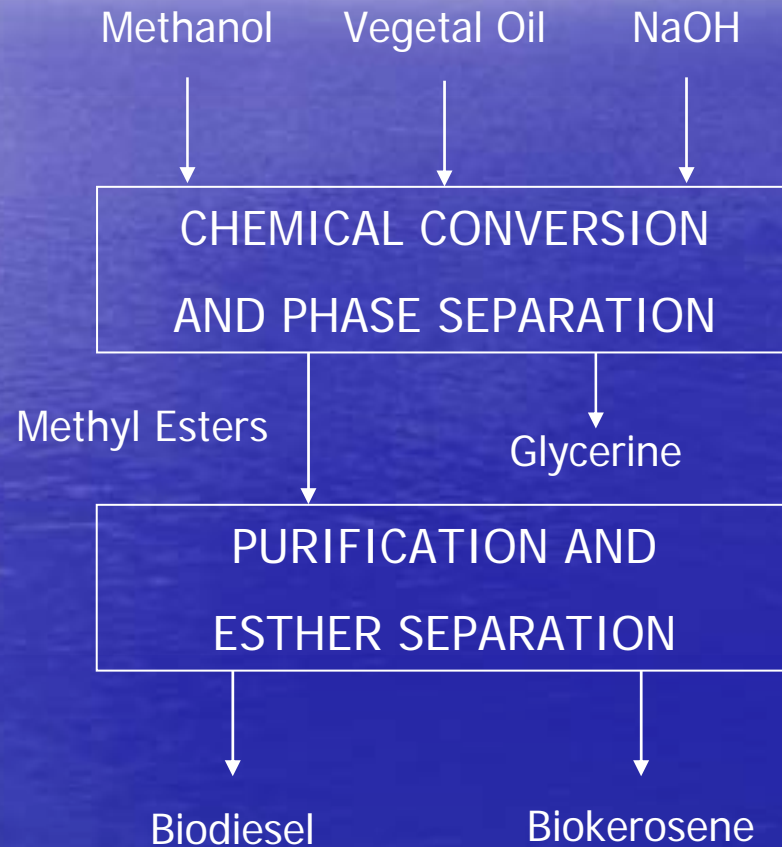 Methanol Vegetal Oil NaOH
CHEMICAL CONVERSION
AND PHASE SEPARATION
Methyl Esters
Glycerine
PURIFICATION AND
ESTHER SEPARATION
Biodiesel Biokerosene